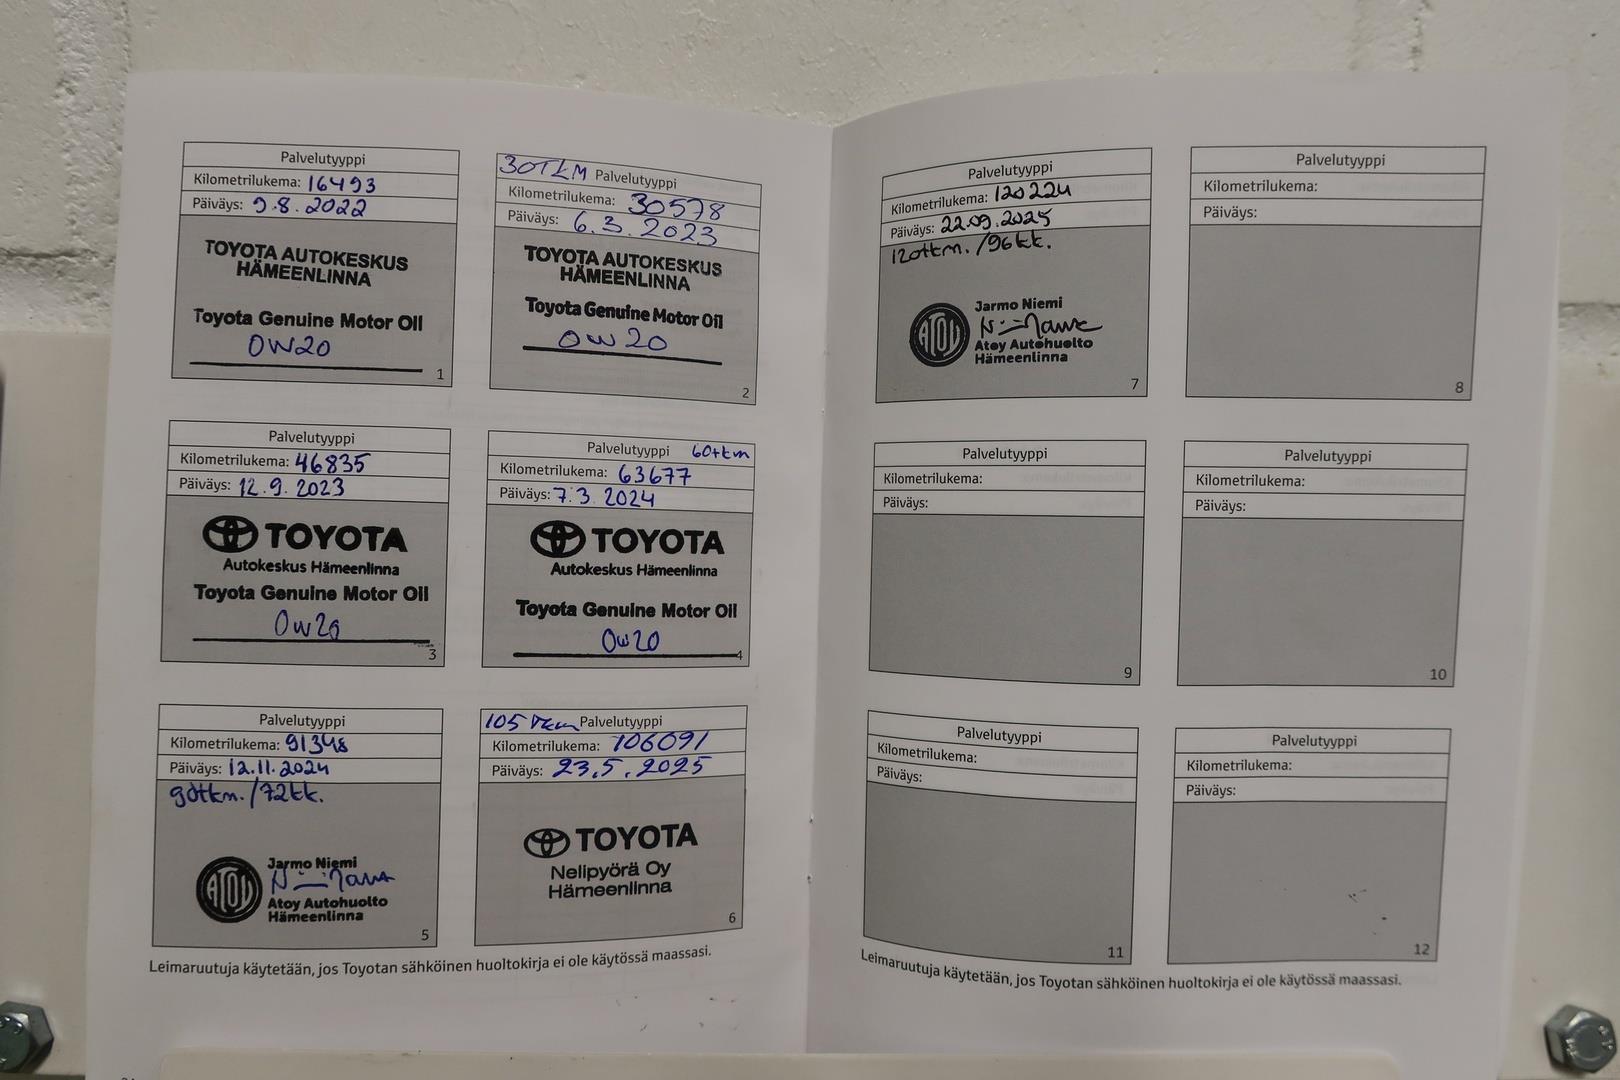 Palvelutyyppi
Kilometrilukema: 16493
Päiväys: 9.8.2022
TOYOTA AUTOKESKUS
HÄMEENLINNA
Toyota Genuine Motor Oil
0W20
1
30TKM Palvelutyyppi
Kilometrilukema: 30578
Päiväys: 6.3.2023
TOYOTA AUTOKESKUS
HÄMEENLINNA
Toyota Genuine Motor Oil
0W20
2
Palvelutyyppi
Kilometrilukema: 46835
Päiväys: 12.9.2023
TOYOTA
Autokeskus Hämeenlinna
Toyota Genuine Motor Oil
0W20
3
Palvelutyyppi 60tkm
Kilometrilukema: 63677
Päiväys: 7.3.2024
TOYOTA
Autokeskus Hämeenlinna
Toyota Genuine Motor Oil
0W20
4
Palvelutyyppi
Kilometrilukema: 91348
Päiväys: 12.11.2024
90tkm./72kk.
ATOY
Jarmo Niemi
Atoy Autohuolto
Hämeenlinna
5
105 Tkm Palvelutyyppi
Kilometrilukema: 106091
Päiväys: 23.5.2025
TOYOTA
Nelipyörä Oy
Hämeenlinna
6
Leimaruutuja käytetään, jos Toyotan sähköinen huoltokirja ei ole käytössä maassasi.
Palvelutyyppi
Kilometrilukema: 120224
Päiväys: 22.09.2025
120tkm./96kk.
ATOY
Jarmo Niemi
Atoy Autohuolto
Hämeenlinna
7
Palvelutyyppi
Kilometrilukema:
Päiväys:
8
Palvelutyyppi
Kilometrilukema:
Päiväys:
9
Palvelutyyppi
Kilometrilukema:
Päiväys:
10
Palvelutyyppi
Kilometrilukema:
Päiväys:
11
Palvelutyyppi
Kilometrilukema:
Päiväys:
12
Leimaruutuja käytetään, jos Toyotan sähköinen huoltokirja ei ole käytössä maassasi.